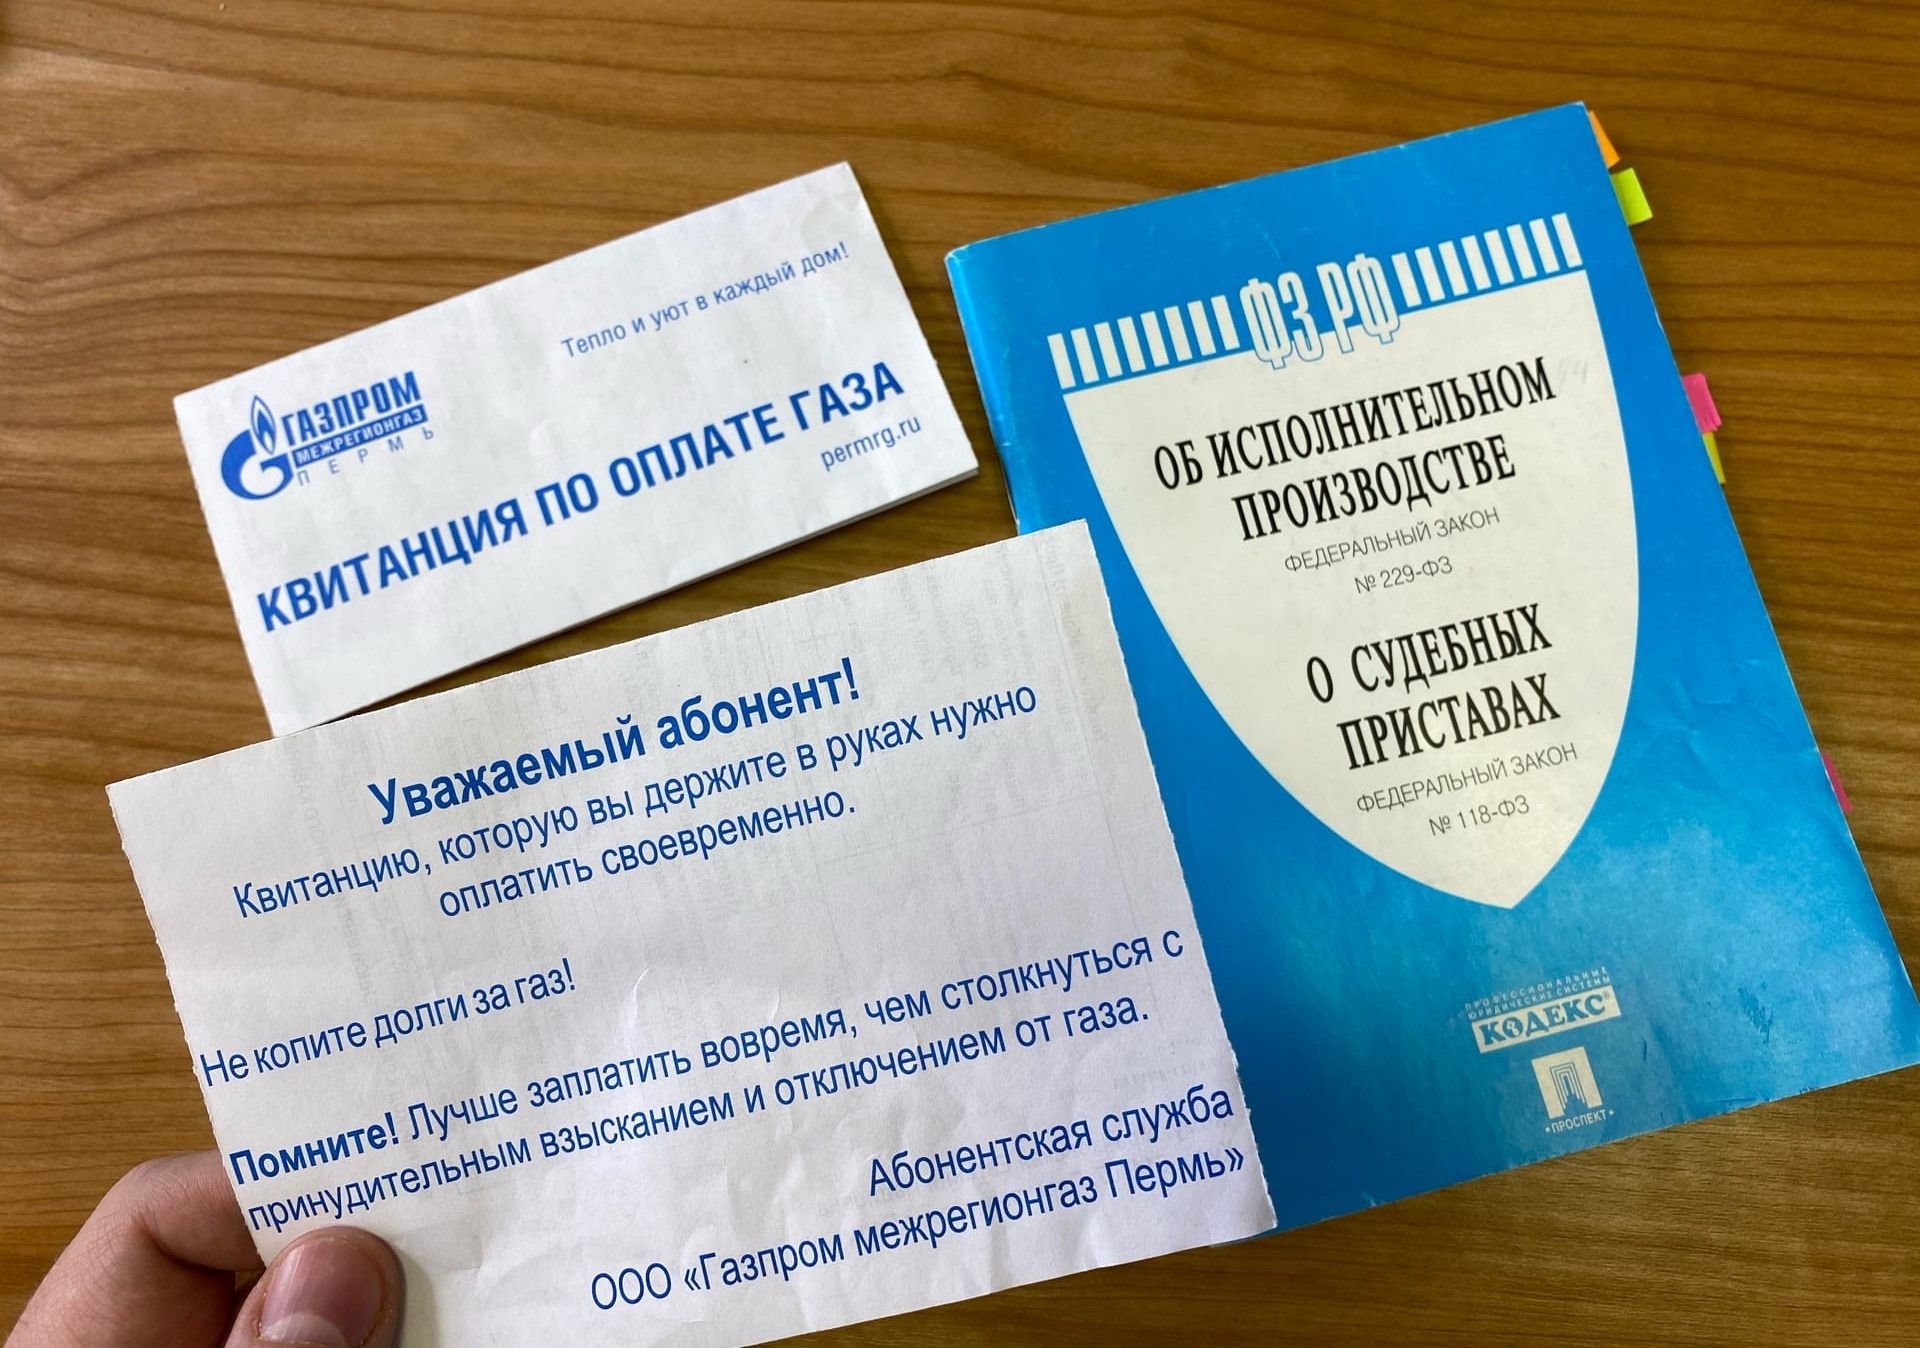 Тепло и уют в каждый дом!
ГАЗПРОМ
МЕЖРЕГИОНГАЗ
ПЕРМЬ
КВИТАНЦИЯ ПО ОПЛАТЕ ГАЗА
permrg.ru
Уважаемый абонент!
Квитанцию, которую вы держите в руках нужно
оплатить своевременно.
Не копите долги за газ!
Помните! Лучше заплатить вовремя, чем столкнуться с
принудительным взысканием и отключением от газа.
Абонентская служба
ООО «Газпром межрегионгаз Пермь»
ФЗ РФ
ОБ ИСПОЛНИТЕЛЬНОМ
ПРОИЗВОДСТВЕ
ФЕДЕРАЛЬНЫЙ ЗАКОН
№ 229-ФЗ
О СУДЕБНЫХ
ПРИСТАВАХ
ФЕДЕРАЛЬНЫЙ ЗАКОН
№ 118-ФЗ
ПРОФЕССИОНАЛЬНЫЕ
ЮРИДИЧЕСКИЕ СИСТЕМЫ
КОДЕКС®
•ПРОСПЕКТ•